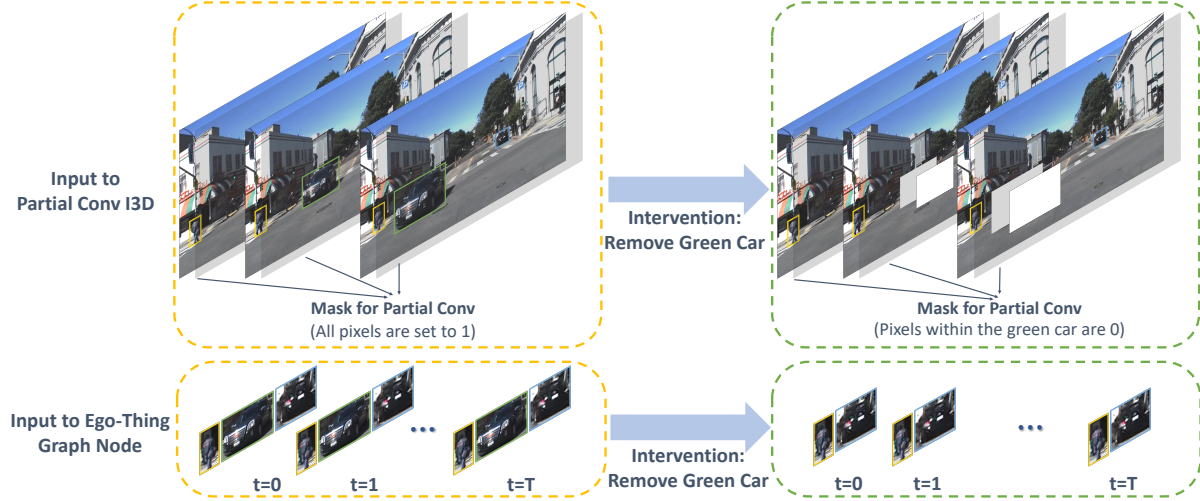 Input to
Partial Conv I3D
Intervention:
Remove Green Car
Mask for Partial Conv
(All pixels are set to 1)
Mask for Partial Conv
(Pixels within the green car are 0)
Input to Ego-Thing
Graph Node
...
t=0
t=1
t=T
Intervention:
Remove Green Car
...
t=0
t=1
t=T